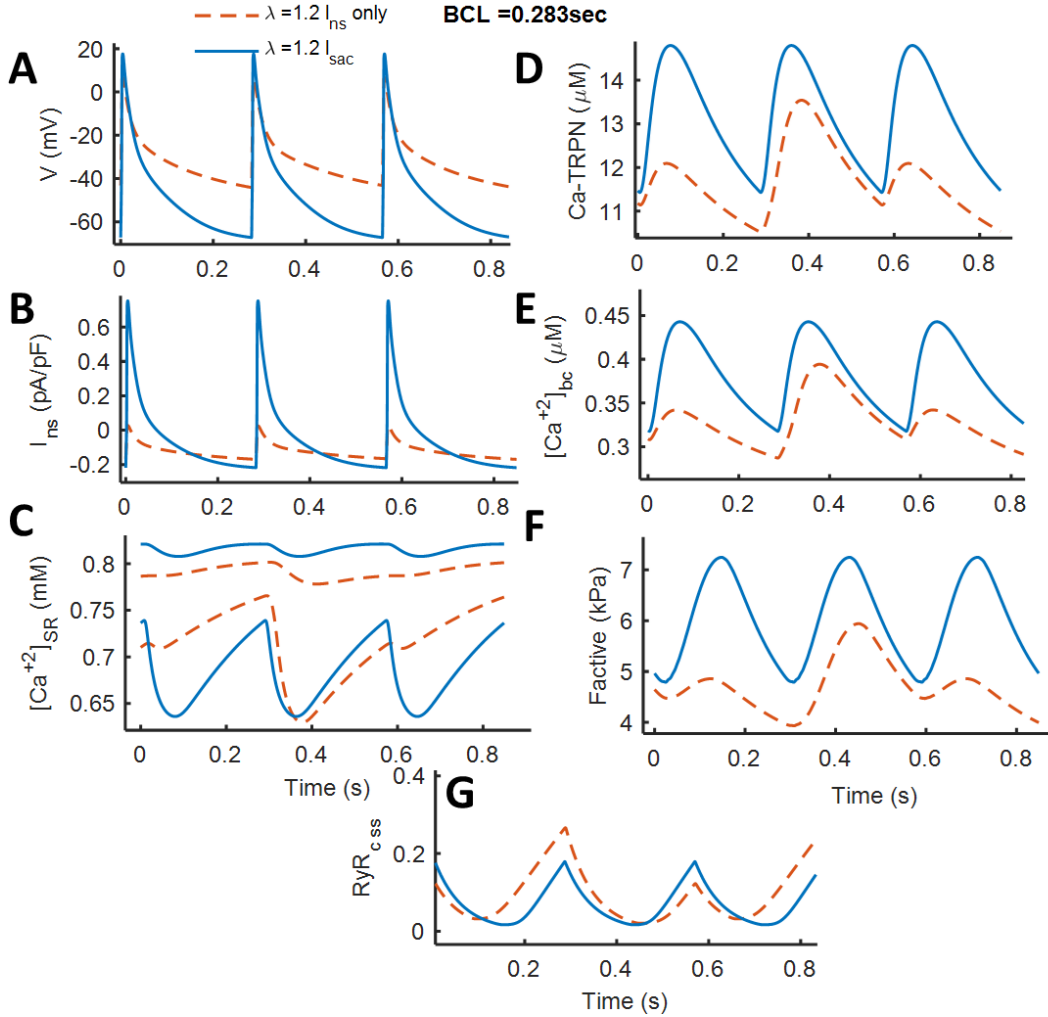 λ =1.2 I_ns only
BCL =0.283sec
λ =1.2 I_sac
A
V (mV)
20
0
-20
-40
-60
0 0.2 0.4 0.6 0.8
D
Ca-TRPN (μM)
14
13
12
11
0 0.2 0.4 0.6 0.8
B
I_ns (pA/pF)
0.6
0.4
0.2
0
-0.2
0 0.2 0.4 0.6 0.8
E
[Ca^+2]_bc (μM)
0.45
0.4
0.35
0.3
0 0.2 0.4 0.6 0.8
C
[Ca^+2]_SR (mM)
0.8
0.75
0.7
0.65
0 0.2 0.4 0.6 0.8
Time (s)
F
Factive (kPa)
7
6
5
4
0 0.2 0.4 0.6 0.8
Time (s)
G
RyR_c ss
0.4
0.2
0
0.2 0.4 0.6 0.8
Time (s)